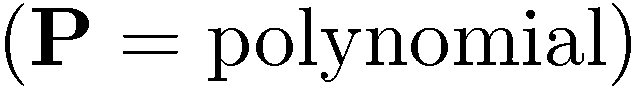 (P = polynomial)